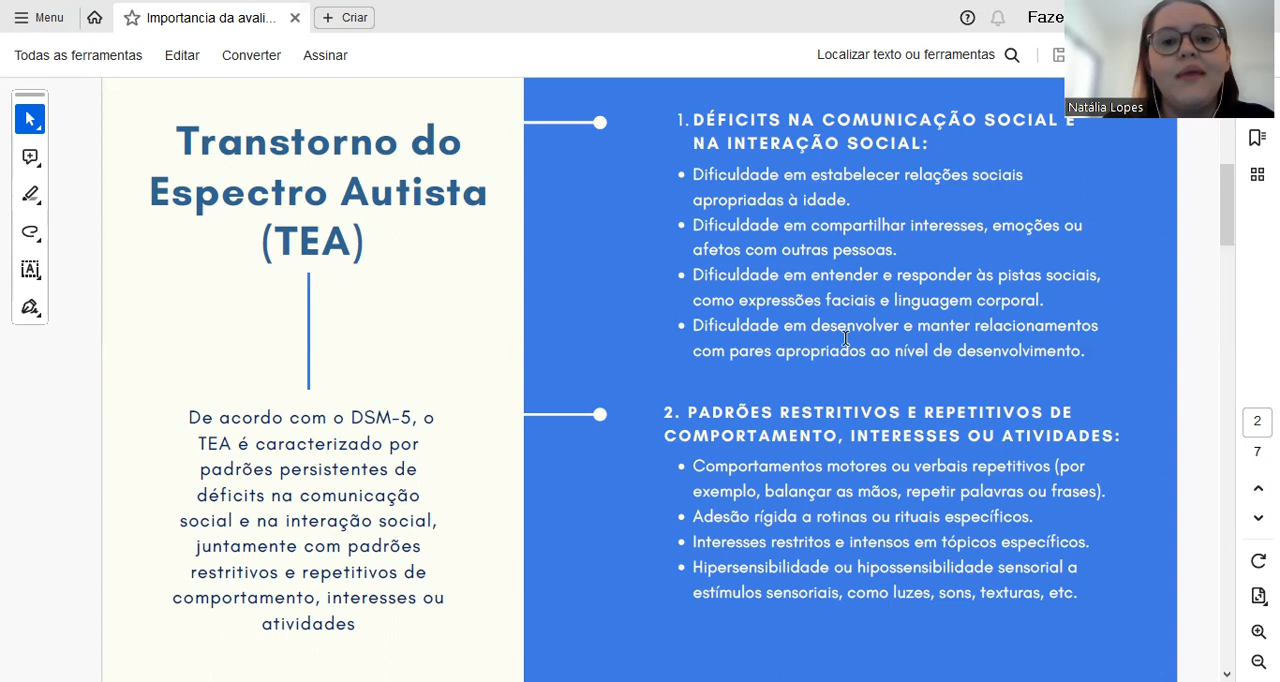 Menu
Importancia da avali...
Criar
Faze
Todas as ferramentas
Editar
Converter
Assinar
Localizar texto ou ferramentas
Natália Lopes
Transtorno do
Espectro Autista
(TEA)
De acordo com o DSM-5, o
TEA é caracterizado por
padrões persistentes de
déficits na comunicação
social e na interação social,
juntamente com padrões
restritivos e repetitivos de
comportamento, interesses ou
atividades
1. DÉFICITS NA COMUNICAÇÃO SOCIAL E
NA INTERAÇÃO SOCIAL:
• Dificuldade em estabelecer relações sociais
apropriadas à idade.
• Dificuldade em compartilhar interesses, emoções ou
afetos com outras pessoas.
• Dificuldade em entender e responder às pistas sociais,
como expressões faciais e linguagem corporal.
• Dificuldade em desenvolver e manter relacionamentos
com pares apropriados ao nível de desenvolvimento.
2. PADRÕES RESTRITIVOS E REPETITIVOS DE
COMPORTAMENTO, INTERESSES OU ATIVIDADES:
• Comportamentos motores ou verbais repetitivos (por
exemplo, balançar as mãos, repetir palavras ou frases).
• Adesão rígida a rotinas ou rituais específicos.
• Interesses restritos e intensos em tópicos específicos.
• Hipersensibilidade ou hipossensibilidade sensorial a
estímulos sensoriais, como luzes, sons, texturas, etc.
2
7